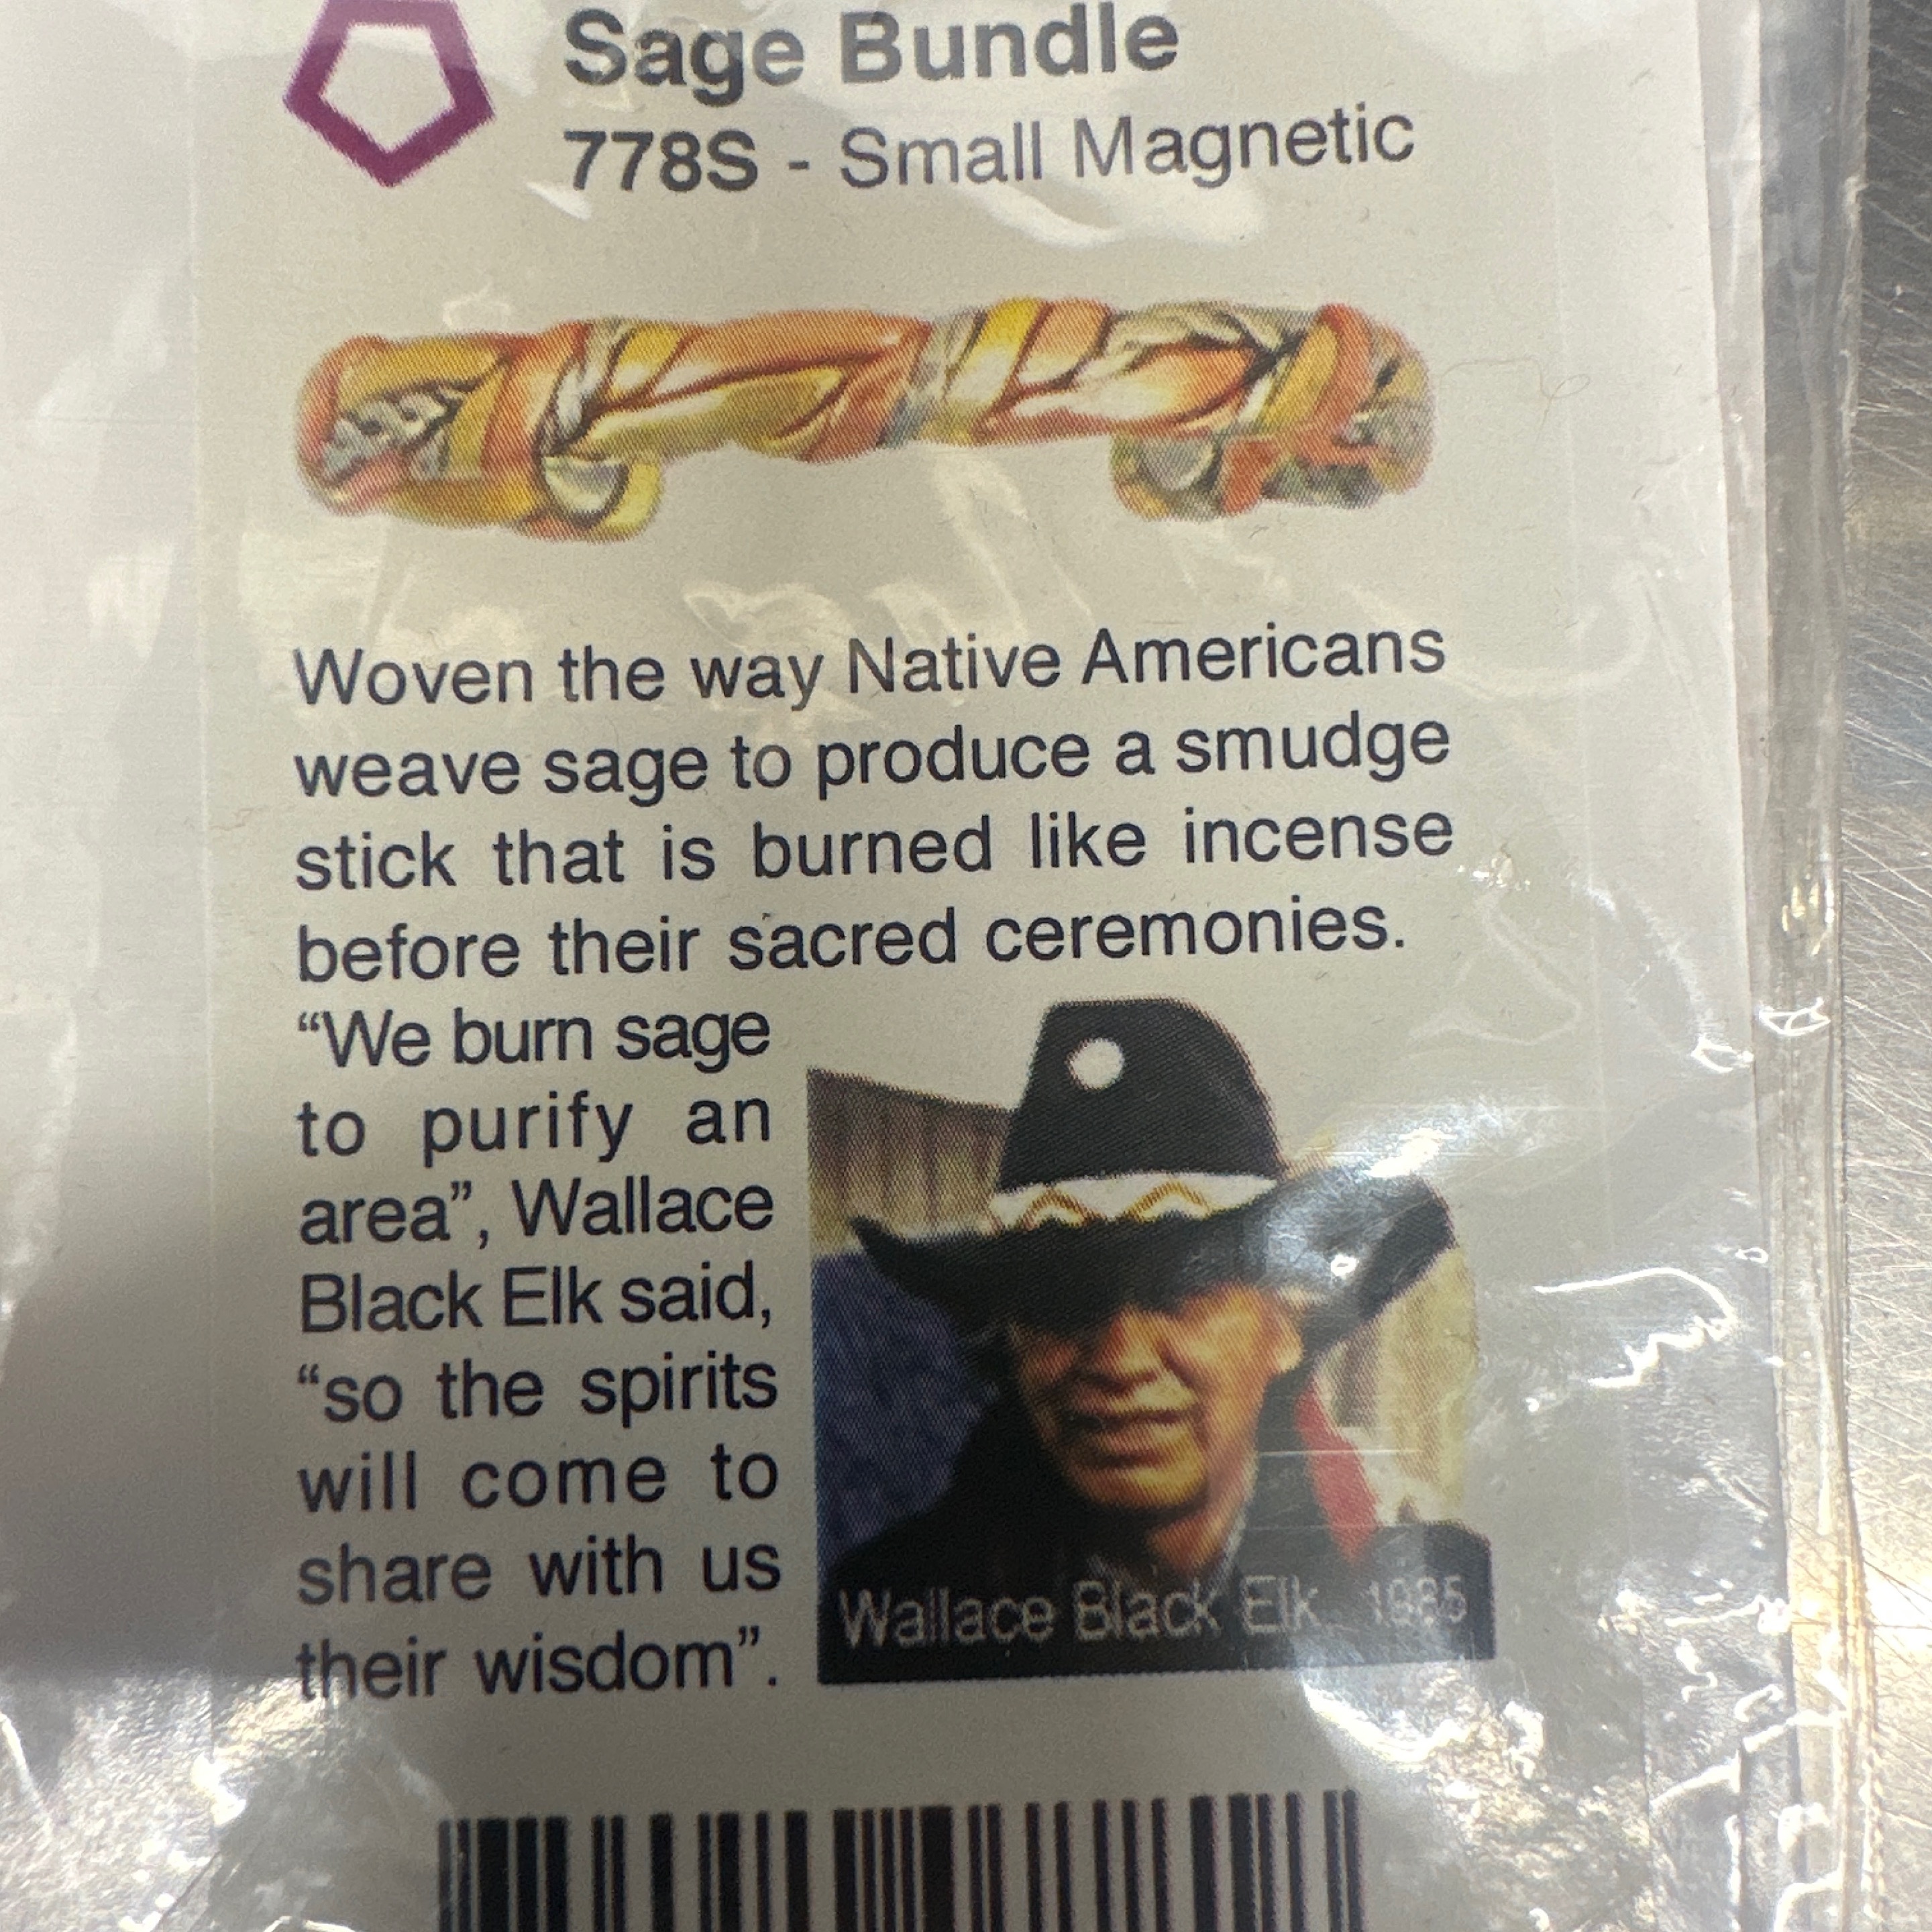 Sage Bundle
778S - Small Magnetic
Woven the way Native Americans
weave sage to produce a smudge
stick that is burned like incense
before their sacred ceremonies.
“We burn sage
to purify an
area”, Wallace
Black Elk said,
“so the spirits
will come to
share with us
their wisdom”.
Wallace Black Elk 1985